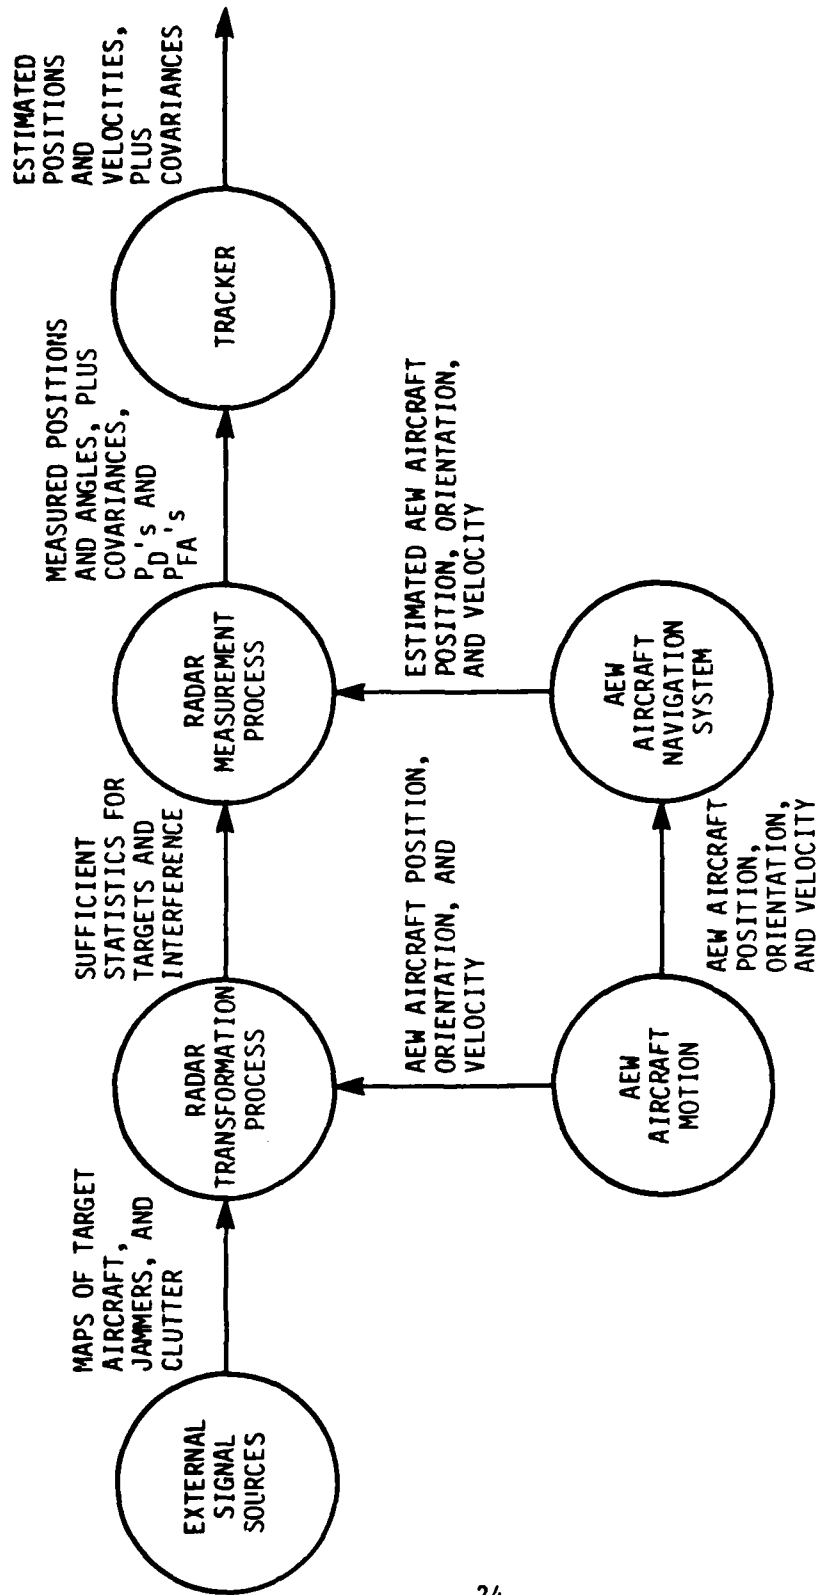 EXTERNAL
SIGNAL
SOURCES
MAPS OF TARGET
AIRCRAFT,
JAMMERS, AND
CLUTTER
RADAR
TRANSFORMATION
PROCESS
SUFFICIENT
STATISTICS FOR
TARGETS AND
INTERFERENCE
RADAR
MEASUREMENT
PROCESS
MEASURED POSITIONS
AND ANGLES, PLUS
COVARIANCES,
PD's AND
PFA's
TRACKER
ESTIMATED
POSITIONS
AND
VELOCITIES,
PLUS
COVARIANCES
AEW AIRCRAFT POSITION,
ORIENTATION, AND
VELOCITY
ESTIMATED AEW AIRCRAFT
POSITION, ORIENTATION,
AND VELOCITY
AEW
AIRCRAFT
MOTION
AEW AIRCRAFT
POSITION,
ORIENTATION,
AND VELOCITY
AEW
AIRCRAFT
NAVIGATION
SYSTEM
24